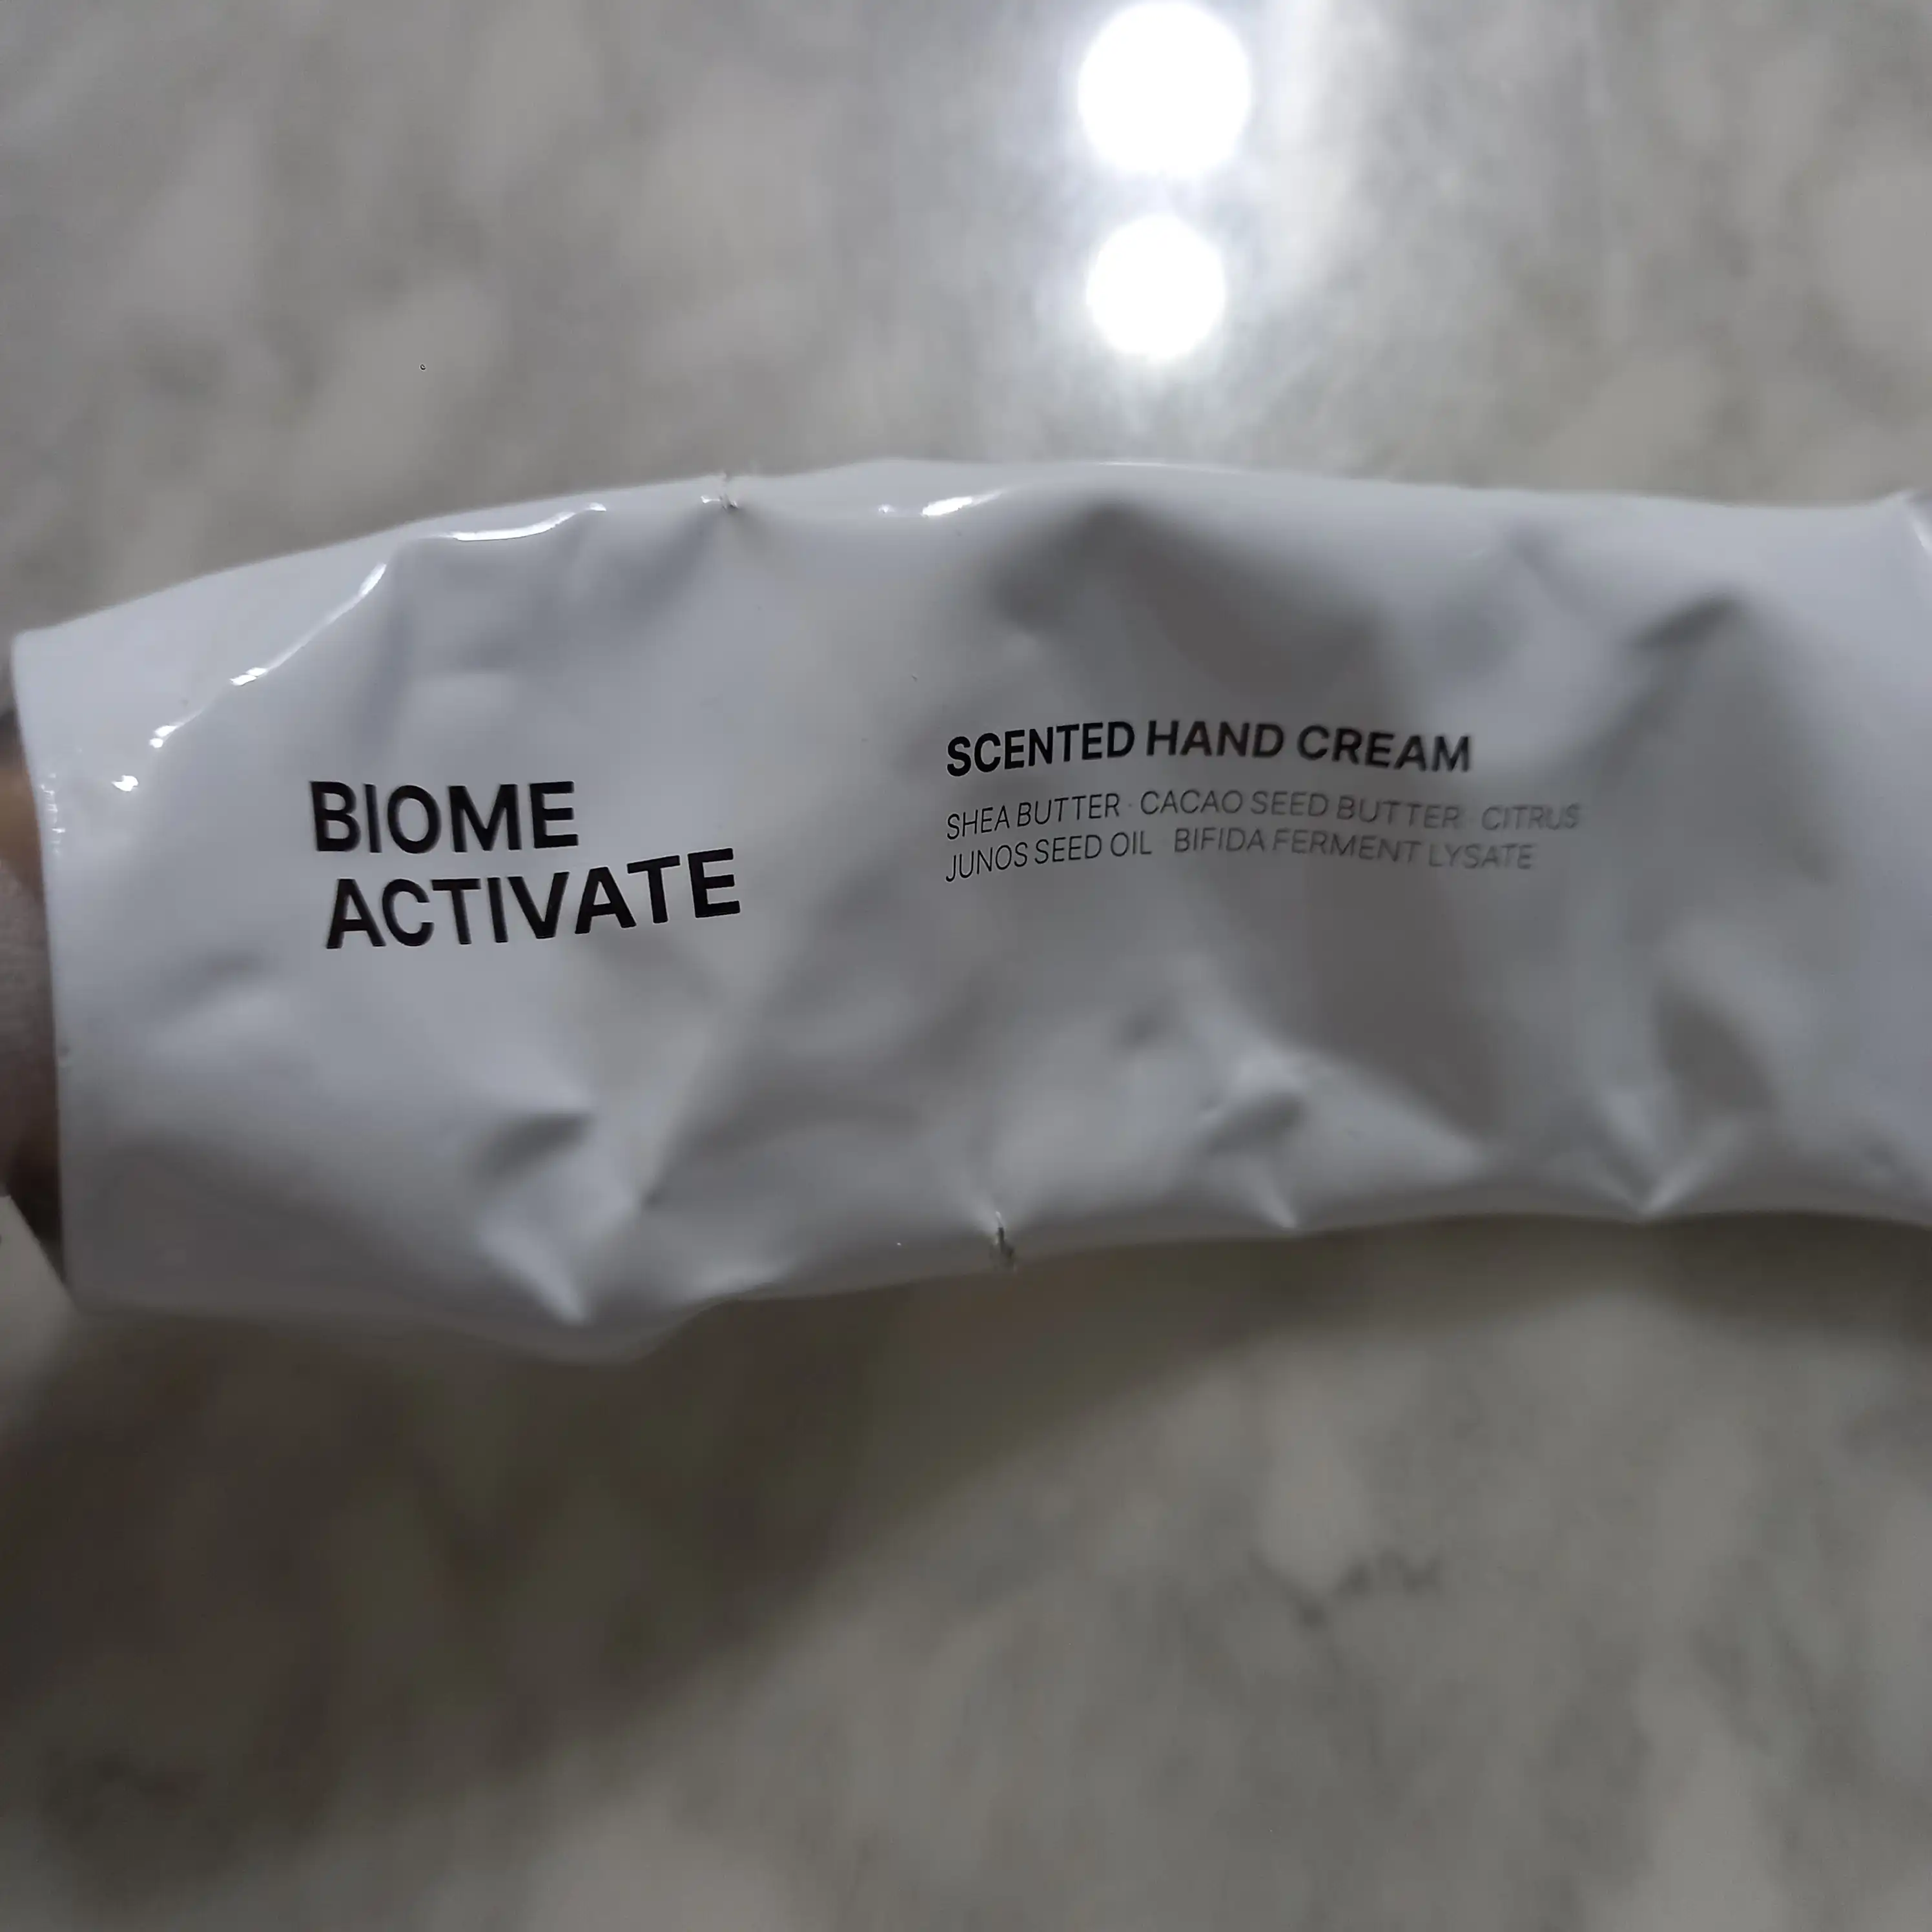 BIOME
ACTIVATE
SCENTED HAND CREAM
SHEA BUTTER · CACAO SEED BUTTER · CITRUS
JUNOS SEED OIL · BIFIDA FERMENT LYSATE